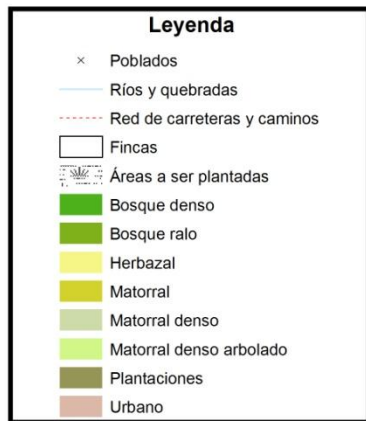 Leyenda
Poblados
Ríos y quebradas
Red de carreteras y caminos
Fincas
Áreas a ser plantadas
Bosque denso
Bosque ralo
Herbazal
Matorral
Matorral denso
Matorral denso arbolado
Plantaciones
Urbano